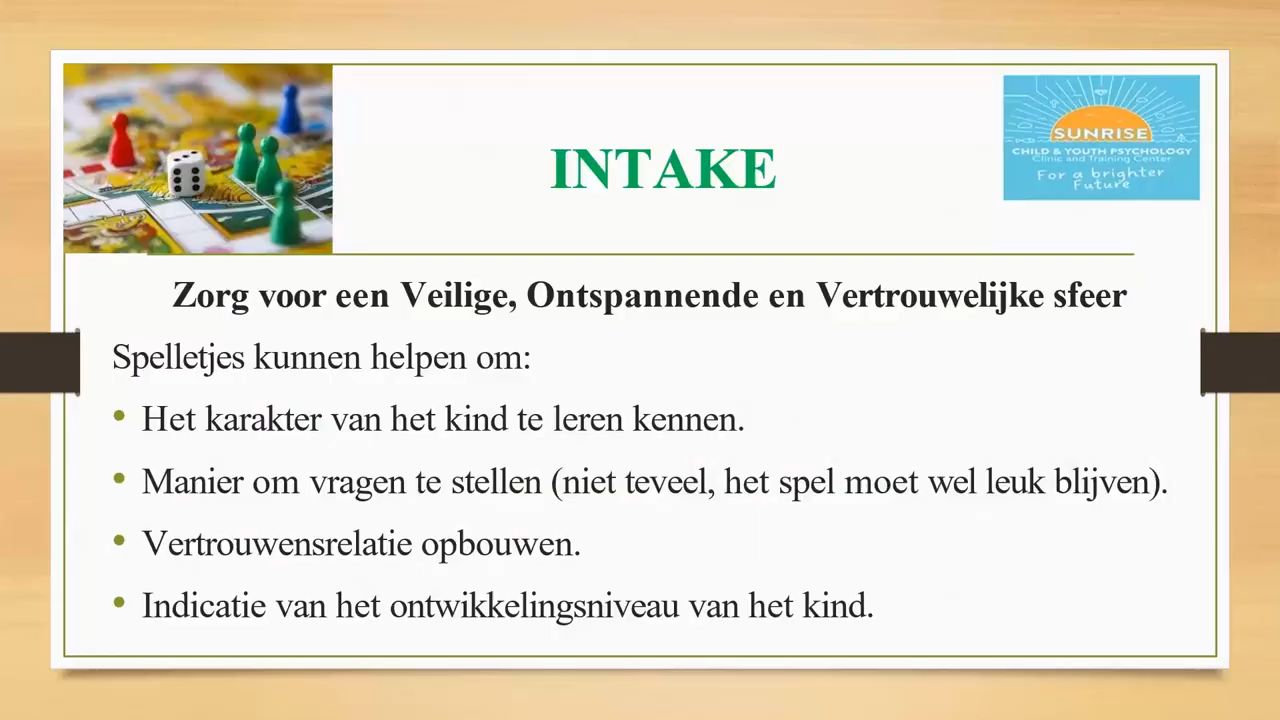 INTAKE
SUNRISE
CHILD & YOUTH PSYCHOLOGY
Clinic and Training Center
For a brighter
Future
Zorg voor een Veilige, Ontspannende en Vertrouwelijke sfeer
Spelletjes kunnen helpen om:
• Het karakter van het kind te leren kennen.
• Manier om vragen te stellen (niet teveel, het spel moet wel leuk blijven).
• Vertrouwensrelatie opbouwen.
• Indicatie van het ontwikkelingsniveau van het kind.